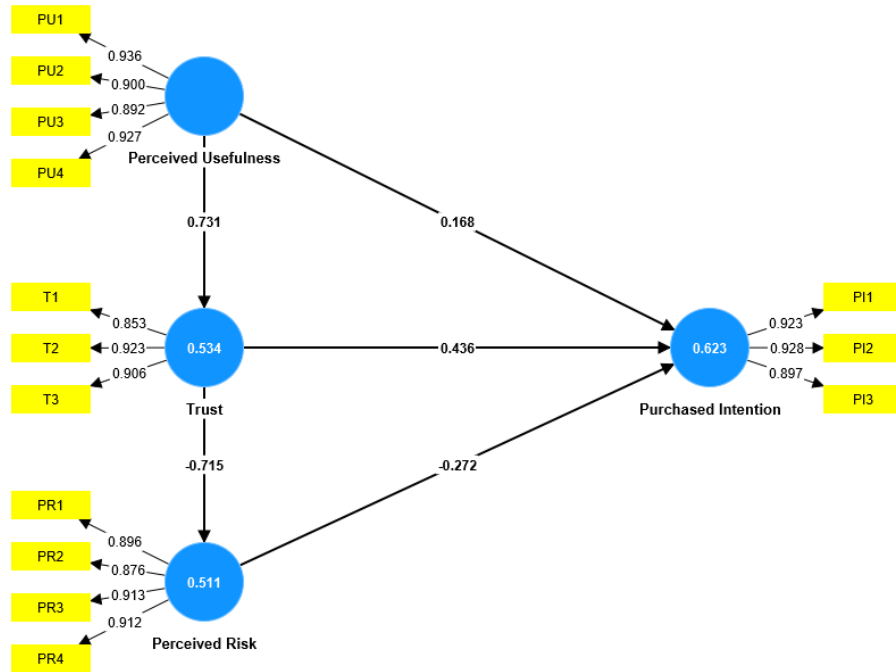 PU1
0.936
PU2
0.900
PU3
0.892
PU4
0.927
Perceived Usefulness
0.731
0.168
T1
0.853
T2
0.923
T3
0.906
0.534
Trust
0.436
0.623
Purchased Intention
PI1
0.923
PI2
0.928
PI3
0.897
-0.715
-0.272
PR1
0.896
PR2
0.876
PR3
0.913
PR4
0.912
0.511
Perceived Risk